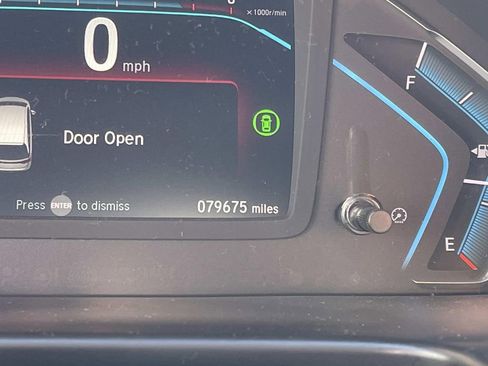 x 1000r/min
0 mph
F
Door Open
Press ENTER to dismiss
079675 miles
E